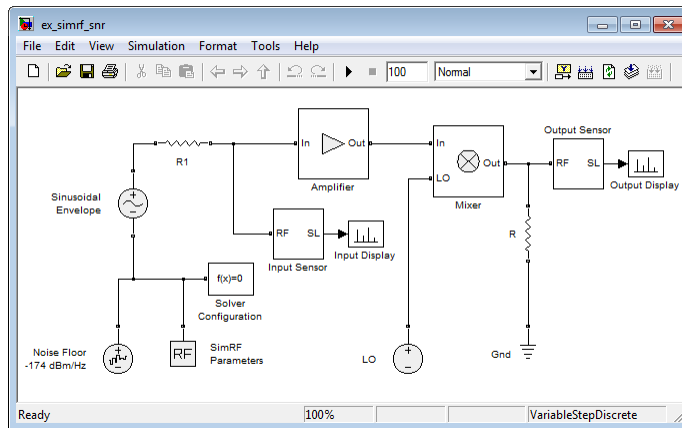 ex_simrf_snr
File Edit View Simulation Format Tools Help
100 Normal
R1
In Out
Amplifier
In
LO
Out
Mixer
Output Sensor
RF SL
Output Display
Sinusoidal
Envelope
RF SL
Input Sensor
Input Display
R
f(x)=0
Solver
Configuration
Noise Floor
-174 dBm/Hz
RF
SimRF
Parameters
LO
Gnd
Ready 100% VariableStepDiscrete